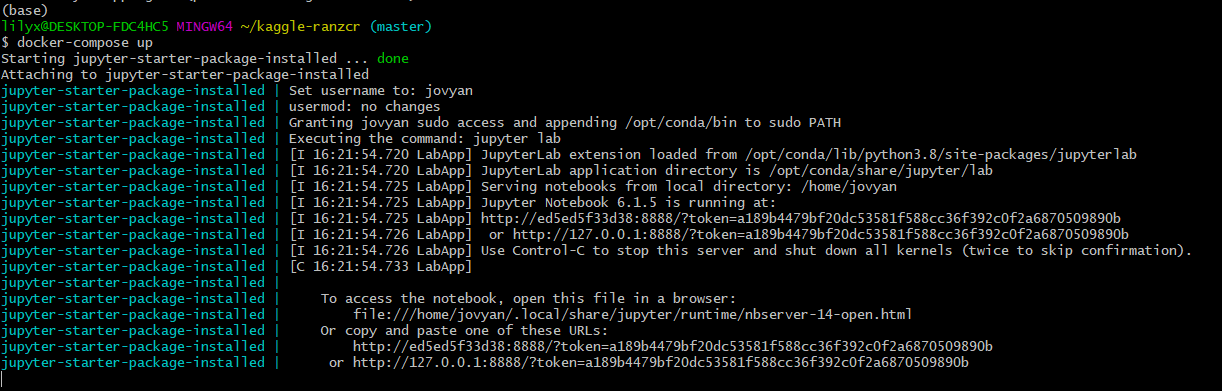 (base)
lilyx@DESKTOP-FDC4HC5 MINGW64 ~/kaggle-ranzcr (master)
$ docker-compose up
Starting jupyter-starter-package-installed ... done
Attaching to jupyter-starter-package-installed
jupyter-starter-package-installed | Set username to: jovyan
jupyter-starter-package-installed | usermod: no changes
jupyter-starter-package-installed | Granting jovyan sudo access and appending /opt/conda/bin to sudo PATH
jupyter-starter-package-installed | Executing the command: jupyter lab
jupyter-starter-package-installed | [I 16:21:54.720 LabApp] JupyterLab extension loaded from /opt/conda/lib/python3.8/site-packages/jupyterlab
jupyter-starter-package-installed | [I 16:21:54.720 LabApp] JupyterLab application directory is /opt/conda/share/jupyter/lab
jupyter-starter-package-installed | [I 16:21:54.725 LabApp] Serving notebooks from local directory: /home/jovyan
jupyter-starter-package-installed | [I 16:21:54.725 LabApp] Jupyter Notebook 6.1.5 is running at:
jupyter-starter-package-installed | [I 16:21:54.725 LabApp] http://ed5ed5f33d38:8888/?token=a189b4479bf20dc53581f588cc36f392c0f2a6870509890b
jupyter-starter-package-installed | [I 16:21:54.726 LabApp]  or http://127.0.0.1:8888/?token=a189b4479bf20dc53581f588cc36f392c0f2a6870509890b
jupyter-starter-package-installed | [I 16:21:54.726 LabApp] Use Control-C to stop this server and shut down all kernels (twice to skip confirmation).
jupyter-starter-package-installed | [C 16:21:54.733 LabApp]
jupyter-starter-package-installed |
jupyter-starter-package-installed |     To access the notebook, open this file in a browser:
jupyter-starter-package-installed |         file:///home/jovyan/.local/share/jupyter/runtime/nbserver-14-open.html
jupyter-starter-package-installed |     Or copy and paste one of these URLs:
jupyter-starter-package-installed |         http://ed5ed5f33d38:8888/?token=a189b4479bf20dc53581f588cc36f392c0f2a6870509890b
jupyter-starter-package-installed |      or http://127.0.0.1:8888/?token=a189b4479bf20dc53581f588cc36f392c0f2a6870509890b